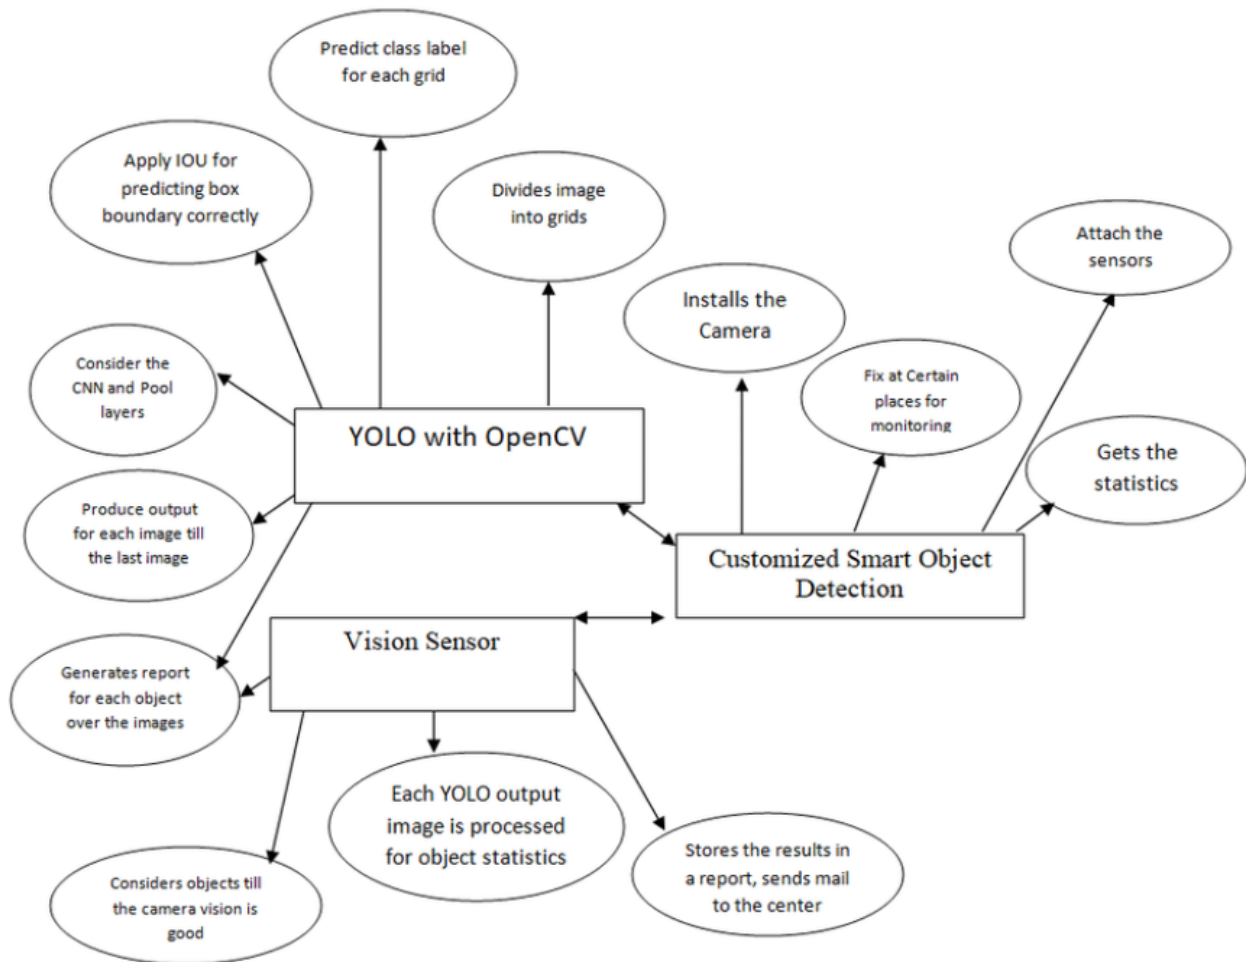 Predict class label
for each grid
Apply IOU for
predicting box
boundary correctly
Divides image
into grids
Attach the
sensors
Installs the
Camera
Consider the
CNN and Pool
layers
Fix at Certain
places for
monitoring
YOLO with OpenCV
Gets the
statistics
Produce output
for each image till
the last image
Customized Smart Object
Detection
Vision Sensor
Generates report
for each object
over the images
Each YOLO output
image is processed
for object statistics
Stores the results in
a report, sends mail
to the center
Considers objects till
the camera vision is
good